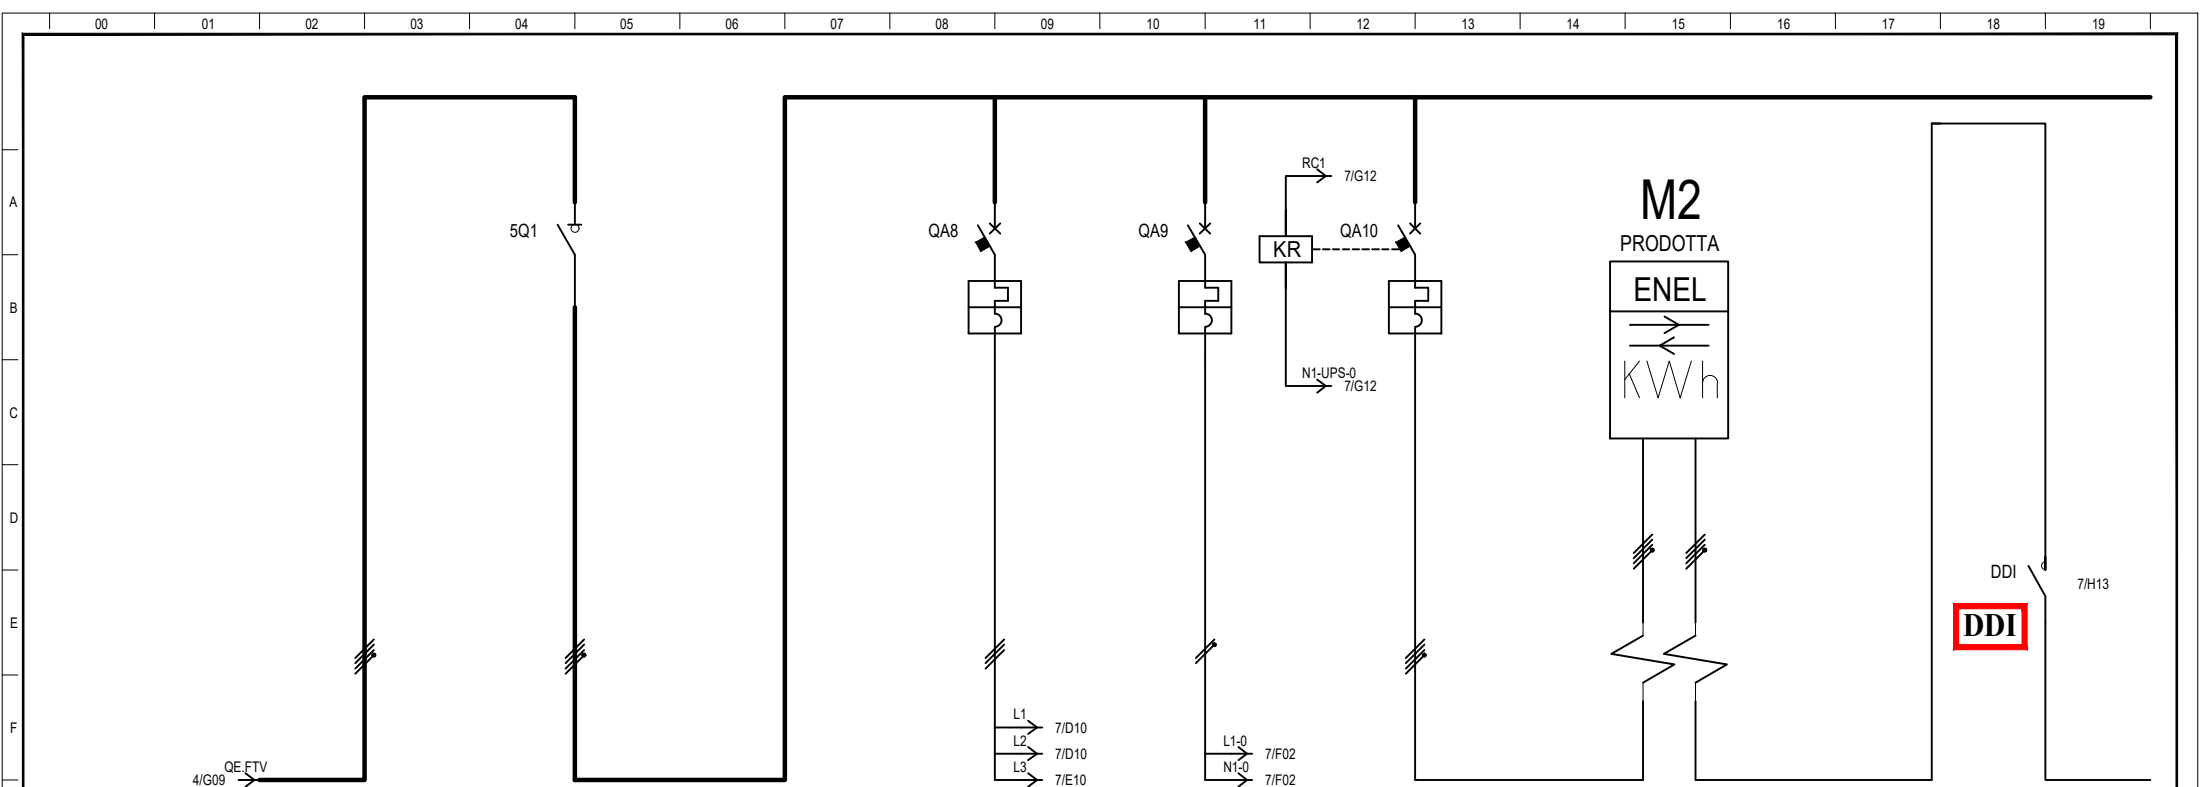 00 01 02 03 04 05 06 07 08 09 10 11 12 13 14 15 16 17 18 19
RC1
7/G12
A
M2
5Q1
QA8
QA9
QA10
PRODOTTA
KR
ENEL
B
KWh
N1-UPS-0
7/G12
C
D
DDI
7/H13
E
DDI
L1
7/D10
F
L2
7/D10
L1-0
7/F02
QE.FTV
4/G09
L3
7/E10
N1-0
7/F02